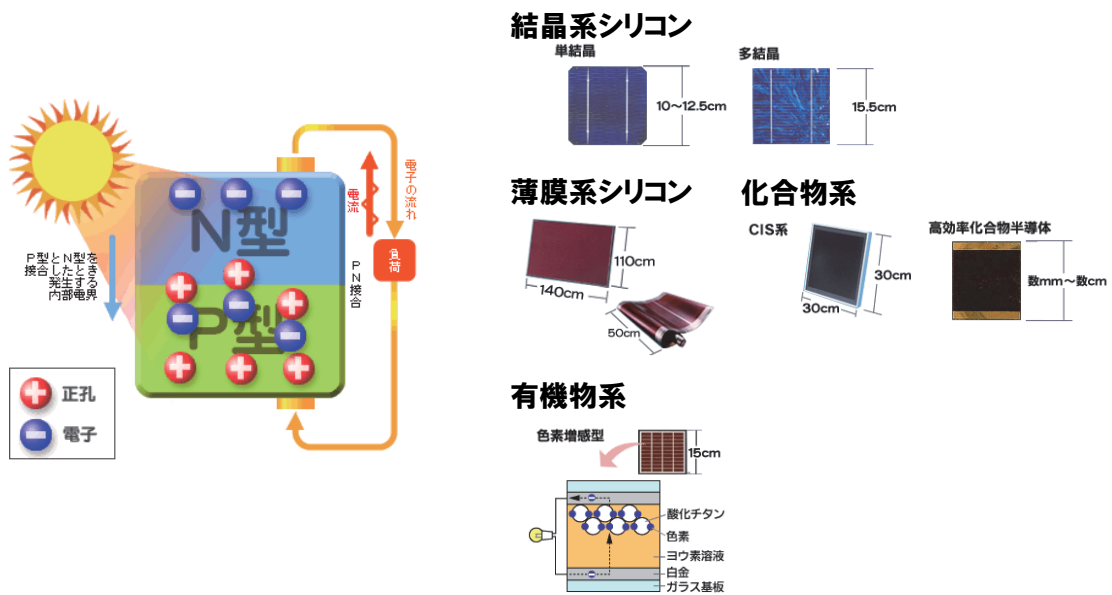 電子の流れ
電流
N型
P型とN型を
接合したとき
発生する
内部電界
負荷
PN接合
P型
正孔
電子
結晶系シリコン
単結晶
多結晶
10～12.5cm
15.5cm
薄膜系シリコン
化合物系
CIS系
高効率化合物半導体
110cm
140cm
50cm
30cm
30cm
数mm～数cm
有機物系
色素増感型
15cm
酸化チタン
色素
ヨウ素溶液
白金
ガラス基板